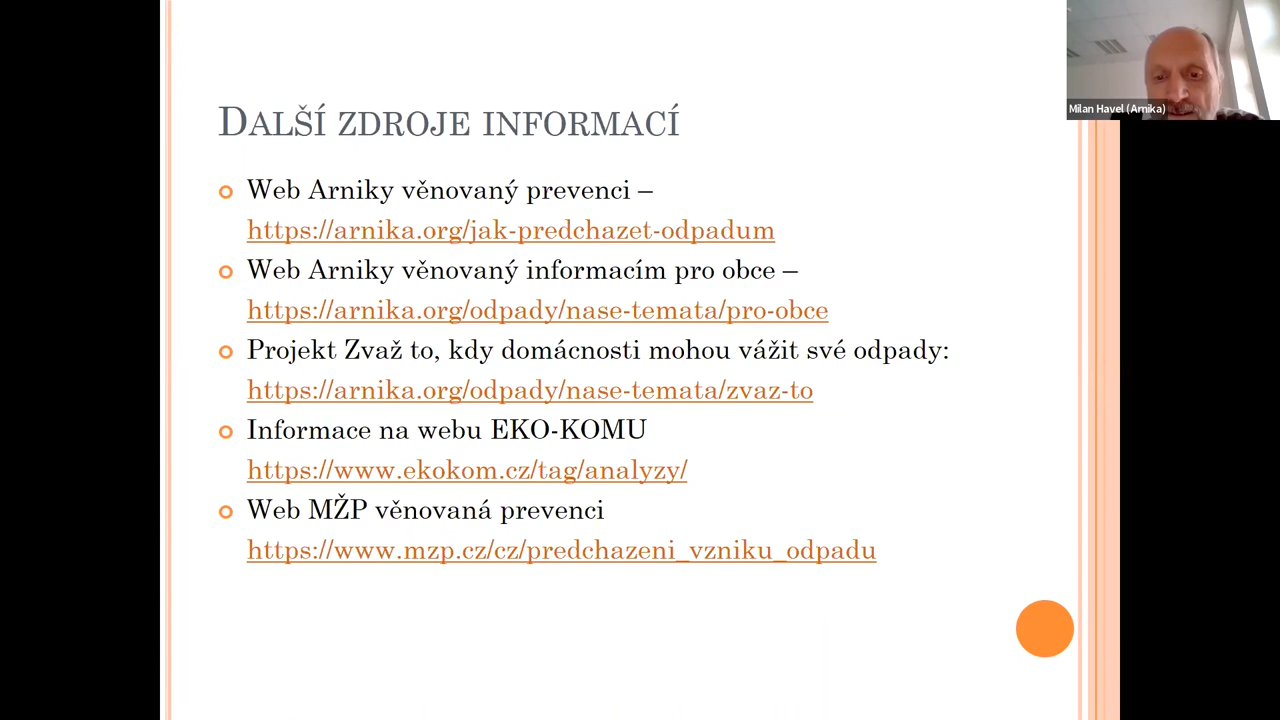 Další zdroje informací
Web Arniky věnovaný prevenci –
https://arnika.org/jak-predchazet-odpadum
Web Arniky věnovaný informacím pro obce –
https://arnika.org/odpady/nase-temata/pro-obce
Projekt Zvaž to, kdy domácnosti mohou vážit své odpady:
https://arnika.org/odpady/nase-temata/zvaz-to
Informace na webu EKO-KOMU
https://www.ekokom.cz/tag/analyzy/
Web MŽP věnovaná prevenci
https://www.mzp.cz/cz/predchazeni_vzniku_odpadu
Milan Havel (Arnika)